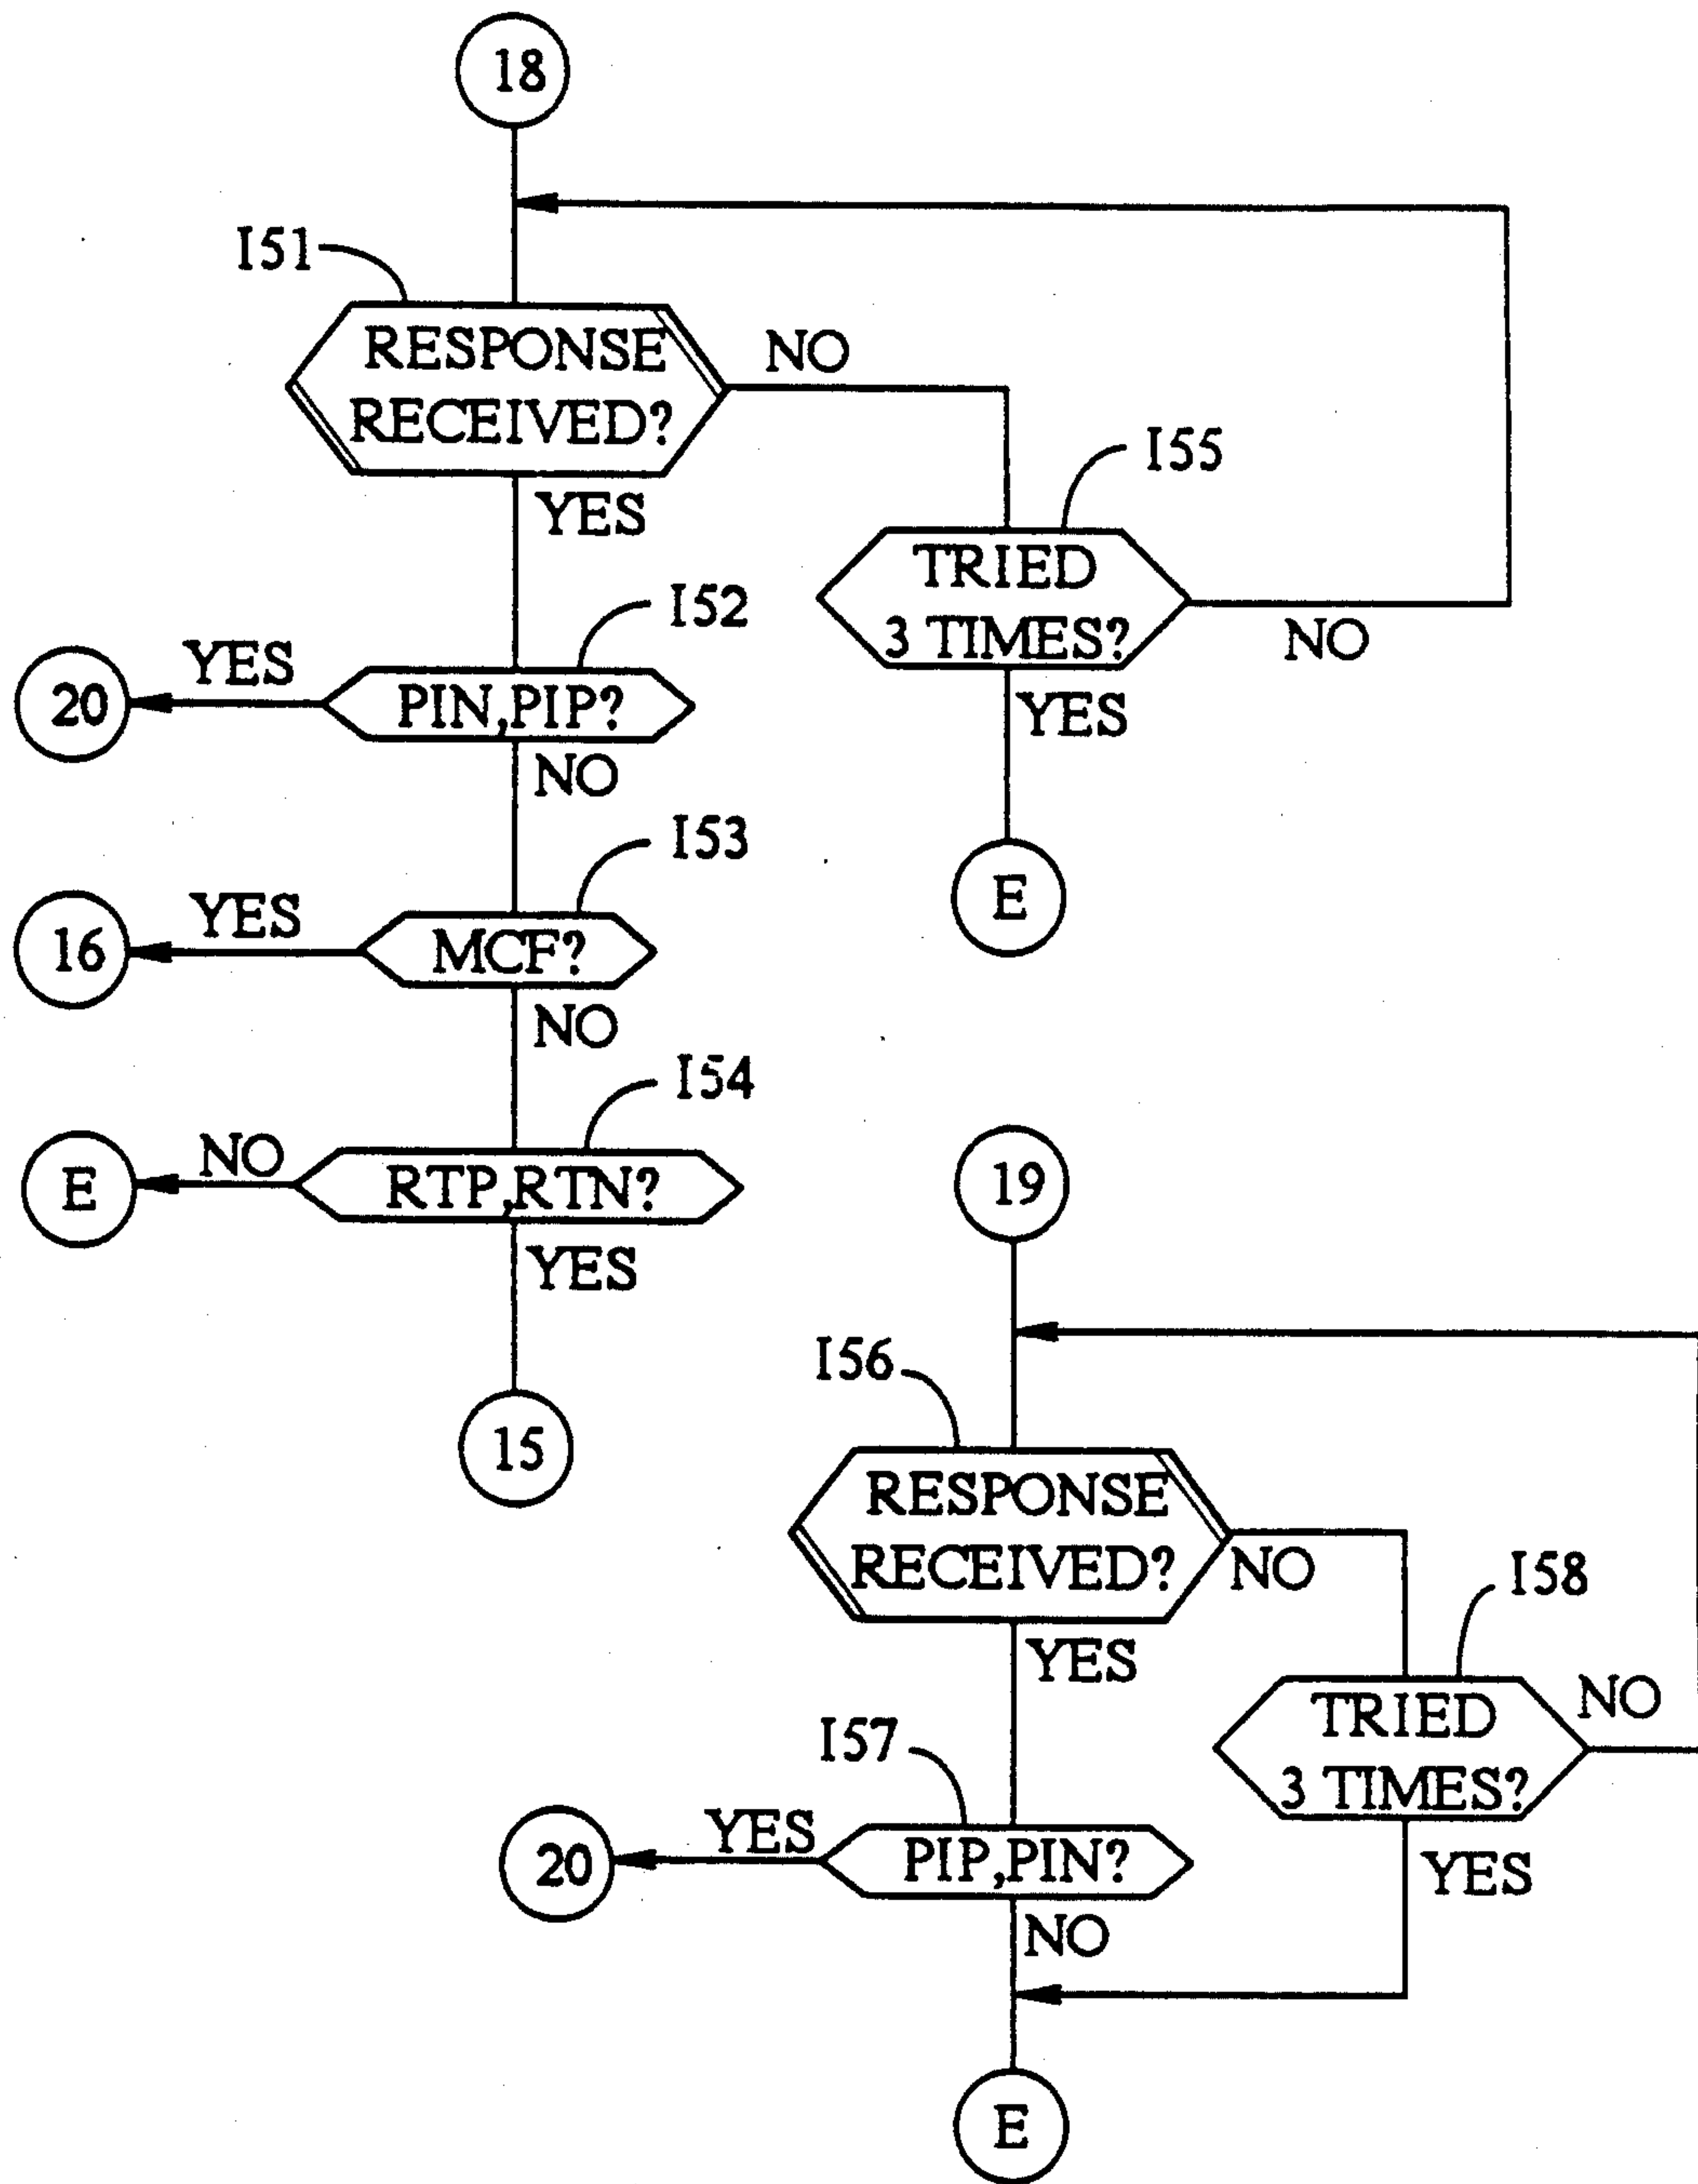 18
I51
RESPONSE
RECEIVED?
NO
YES
I55
TRIED
3 TIMES?
NO
YES
E
I52
YES
20
PIN,PIP?
NO
I53
YES
16
MCF?
NO
I54
NO
E
RTP,RTN?
YES
15
19
I56
RESPONSE
RECEIVED?
NO
YES
I58
TRIED
3 TIMES?
NO
YES
I57
YES
20
PIP,PIN?
NO
E